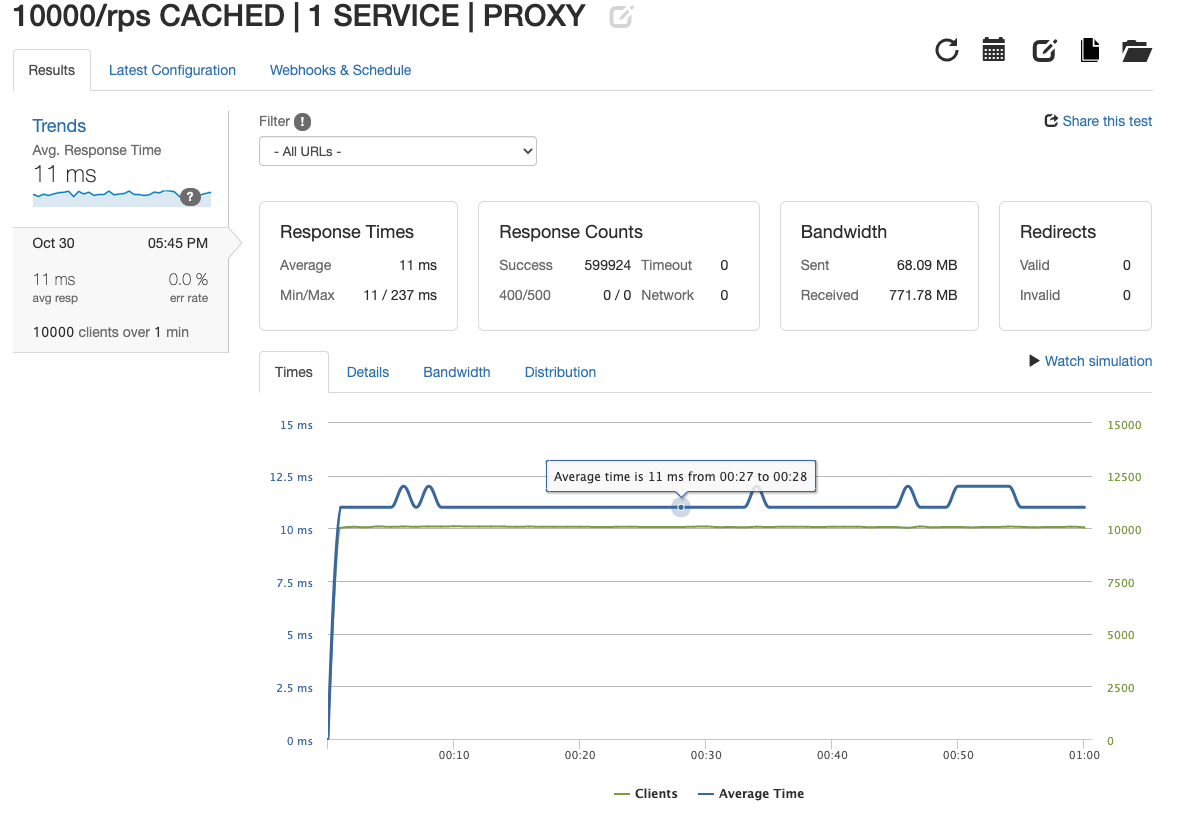 10000/rps CACHED | 1 SERVICE | PROXY
Results Latest Configuration Webhooks & Schedule
Trends
Avg. Response Time
11 ms
?
Oct 30 05:45 PM
11 ms 0.0 %
avg resp err rate
10000 clients over 1 min
Filter !
Share this test
- All URLs -
Response Times
Average 11 ms
Min/Max 11 / 237 ms
Response Counts
Success 599924 Timeout 0
400/500 0 / 0 Network 0
Bandwidth
Sent 68.09 MB
Received 771.78 MB
Redirects
Valid 0
Invalid 0
Times Details Bandwidth Distribution
Watch simulation
15 ms 15000
12.5 ms 12500
Average time is 11 ms from 00:27 to 00:28
10 ms 10000
7.5 ms 7500
5 ms 5000
2.5 ms 2500
0 ms 0
00:10 00:20 00:30 00:40 00:50 01:00
Clients Average Time